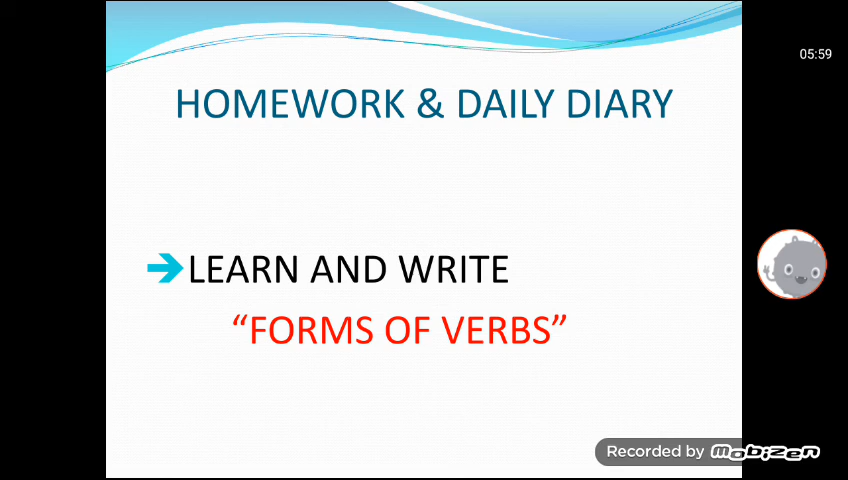 HOMEWORK & DAILY DIARY
05:59
LEARN AND WRITE
“FORMS OF VERBS”
Recorded by Mobizen